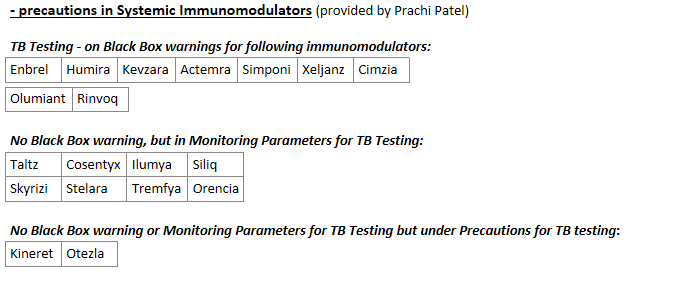 - precautions in Systemic Immunomodulators (provided by Prachi Patel)
TB Testing - on Black Box warnings for following immunomodulators:
Enbrel Humira Kevzara Actemra Simponi Xeljanz Cimzia
Olumiant Rinvoq
No Black Box warning, but in Monitoring Parameters for TB Testing:
Taltz Cosentyx Ilumya Siliq
Skyrizi Stelara Tremfya Orencia
No Black Box warning or Monitoring Parameters for TB Testing but under Precautions for TB testing:
Kineret Otezla